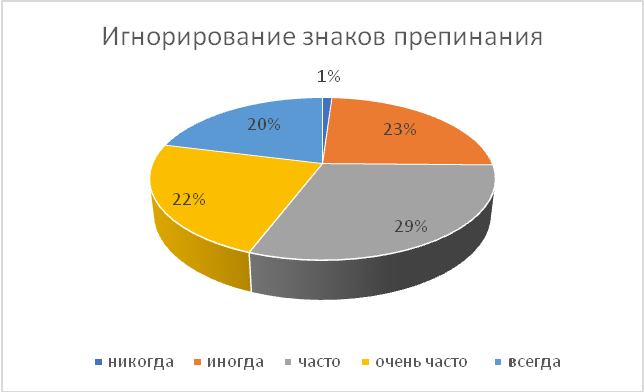 Игнорирование знаков препинания
1%
23%
20%
22%
29%
никогда иногда часто очень часто всегда